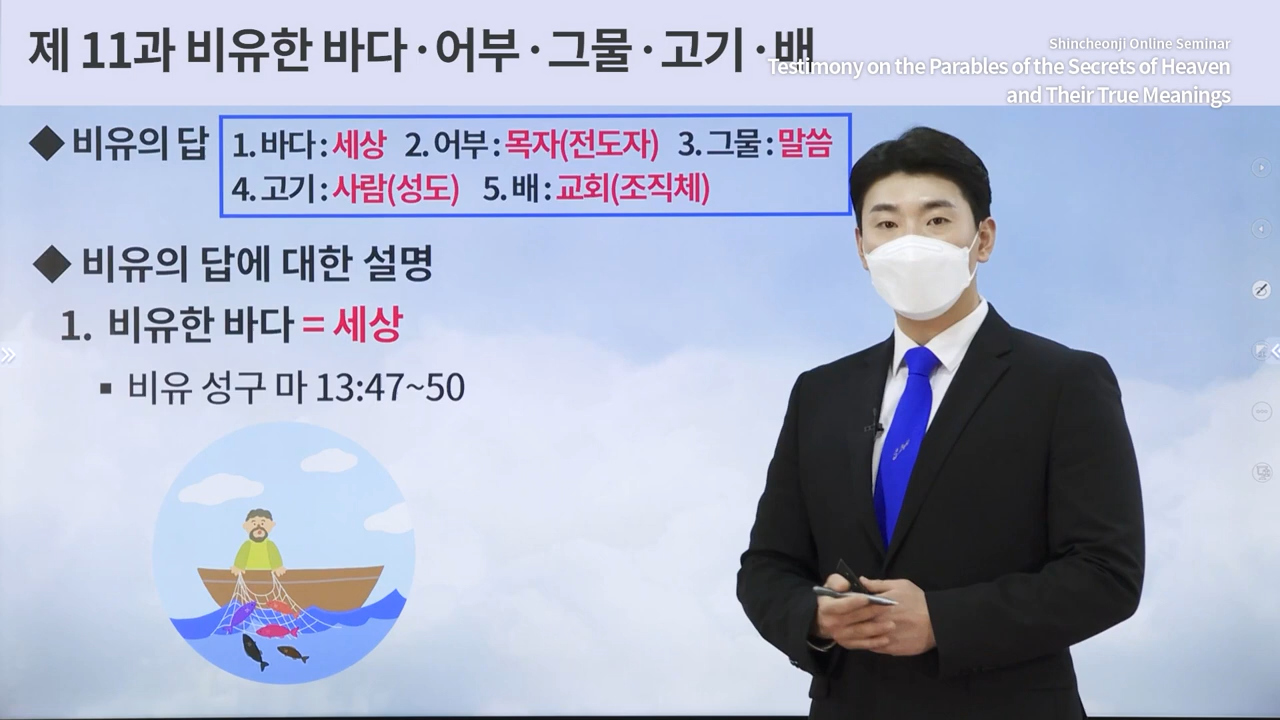 제 11과 비유한 바다·어부·그물·고기·배
Shincheonji Online Seminar
Testimony on the Parables of the Secrets of Heaven
and Their True Meanings
◆ 비유의 답
1. 바다 : 세상 2. 어부 : 목자(전도자) 3. 그물 : 말씀
4. 고기 : 사람(성도) 5. 배 : 교회(조직체)
◆ 비유의 답에 대한 설명
1. 비유한 바다 = 세상
▪ 비유 성구 마 13:47~50